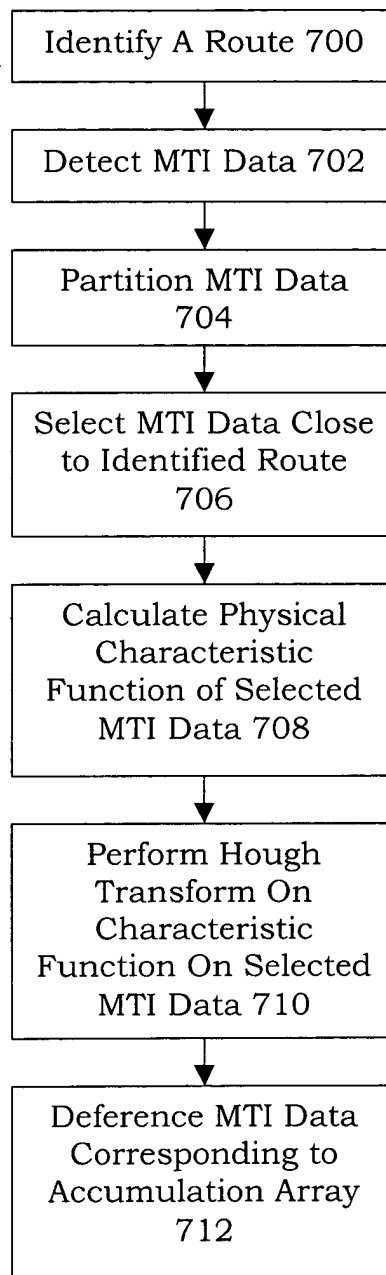 Identify A Route 700
Detect MTI Data 702
Partition MTI Data
704
Select MTI Data Close
to Identified Route
706
Calculate Physical
Characteristic
Function of Selected
MTI Data 708
Perform Hough
Transform On
Characteristic
Function On Selected
MTI Data 710
Deference MTI Data
Corresponding to
Accumulation Array
712